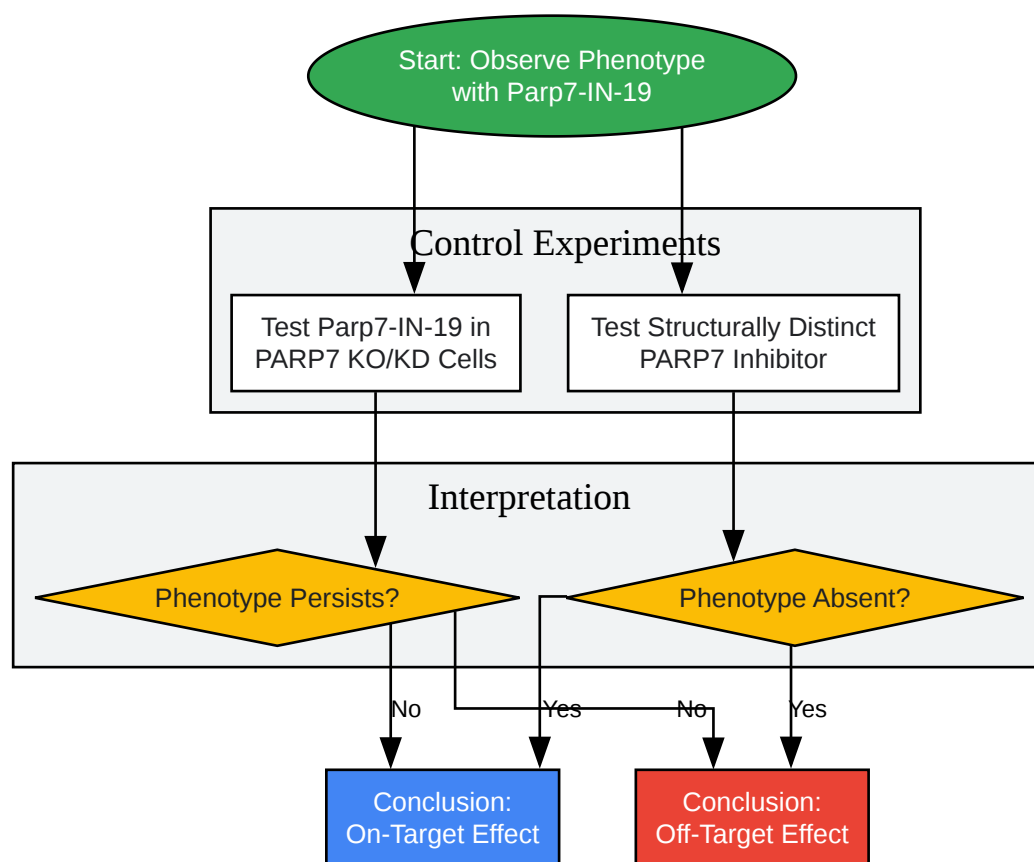 Start: Observe Phenotype
with Parp7-IN-19
Control Experiments
Test Parp7-IN-19 in
PARP7 KO/KD Cells
Test Structurally Distinct
PARP7 Inhibitor
Interpretation
Phenotype Persists?
Phenotype Absent?
No
Yes
No
Yes
Conclusion:
On-Target Effect
Conclusion:
Off-Target Effect